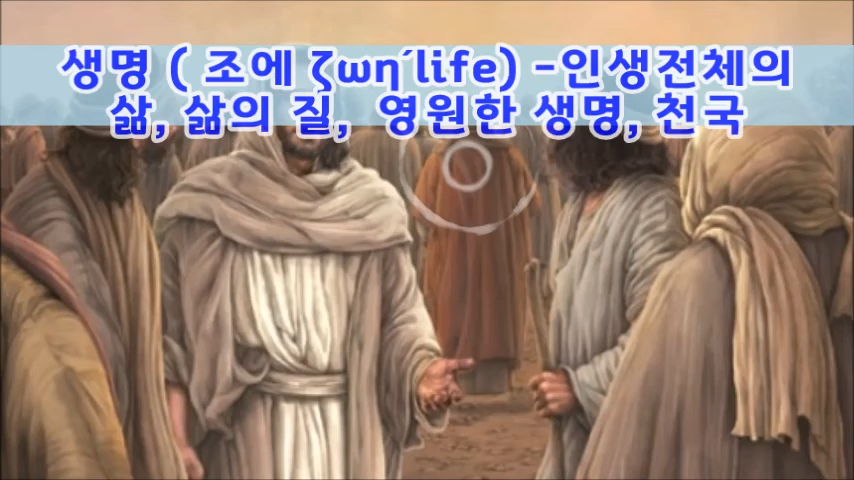 생명 ( 조에 ζωη´life) -인생전체의
삶, 삶의 질, 영원한 생명, 천국